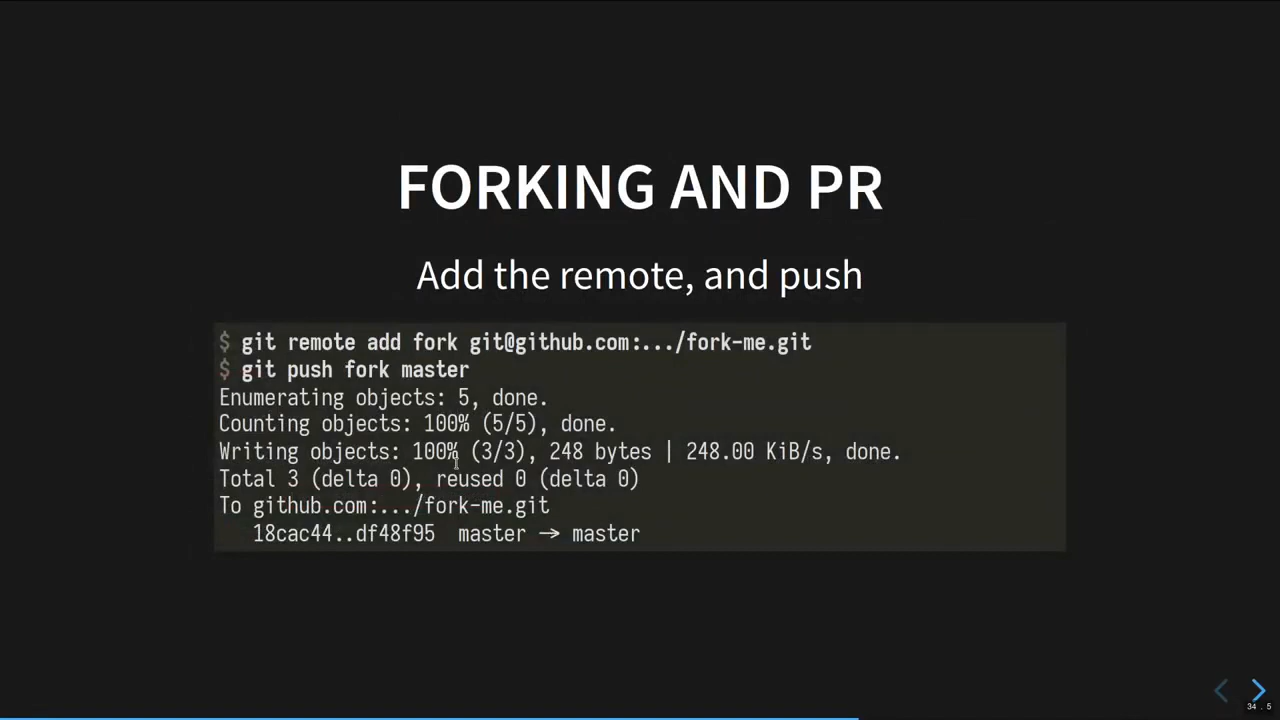 FORKING AND PR
Add the remote, and push
$ git remote add fork git@github.com:.../fork-me.git
$ git push fork master
Enumerating objects: 5, done.
Counting objects: 100% (5/5), done.
Writing objects: 100% (3/3), 248 bytes | 248.00 KiB/s, done.
Total 3 (delta 0), reused 0 (delta 0)
To github.com:.../fork-me.git
   18cac44..df48f95  master → master
34.5